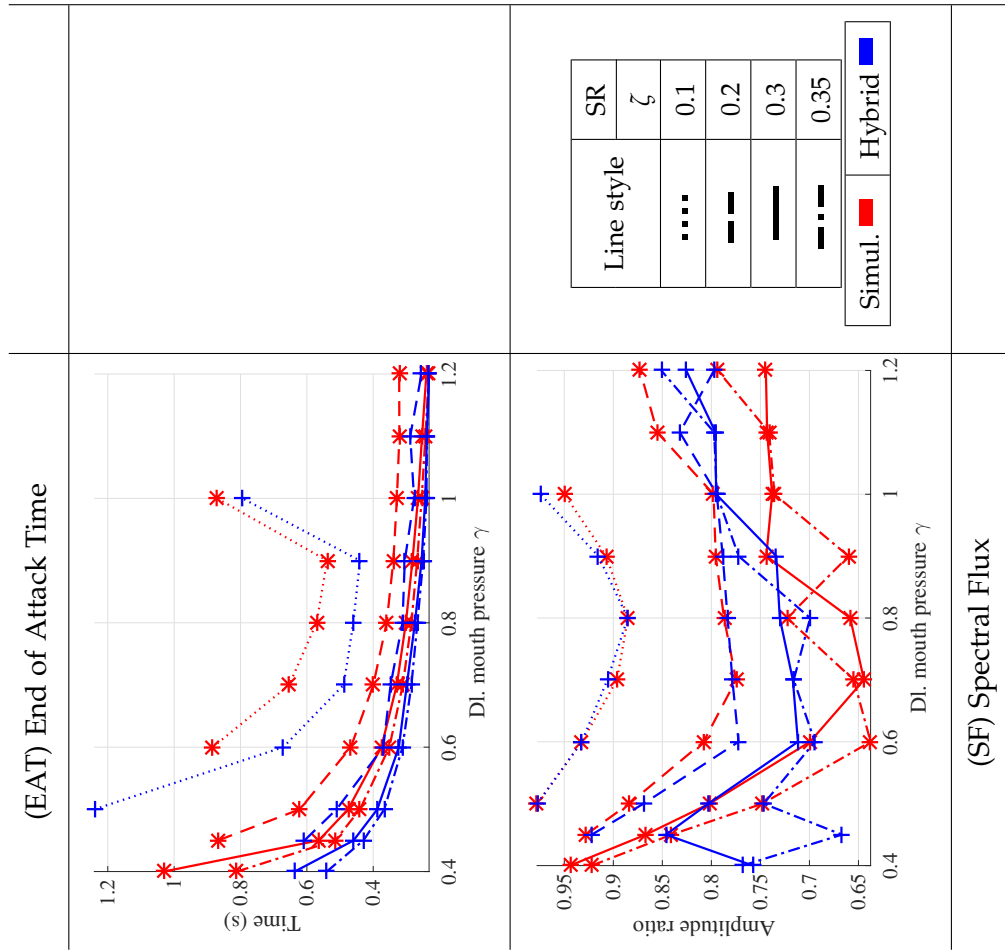 (EAT) End of Attack Time
Time (s)
1.2
1
0.8
0.6
0.4
0.4
0.6
0.8
1
1.2
Dl. mouth pressure γ
Amplitude ratio
0.95
0.9
0.85
0.8
0.75
0.7
0.65
0.4
0.6
0.8
1
1.2
Dl. mouth pressure γ
Line style SR
ζ
0.1
0.2
0.3
0.35
Simul. Hybrid
(SF) Spectral Flux